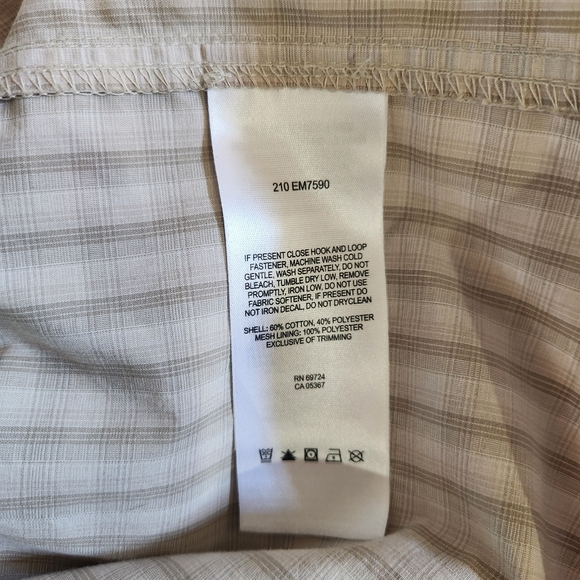 210 EM7590
IF PRESENT CLOSE HOOK AND LOOP
FASTENER, MACHINE WASH COLD
GENTLE, WASH SEPARATELY, DO NOT
BLEACH, TUMBLE DRY LOW, REMOVE
PROMPTLY, IRON LOW, DO NOT USE
FABRIC SOFTENER, IF PRESENT DO
NOT IRON DECAL, DO NOT DRYCLEAN
SHELL: 60% COTTON, 40% POLYESTER
MESH LINING: 100% POLYESTER
EXCLUSIVE OF TRIMMING
RN 69724
CA 05367